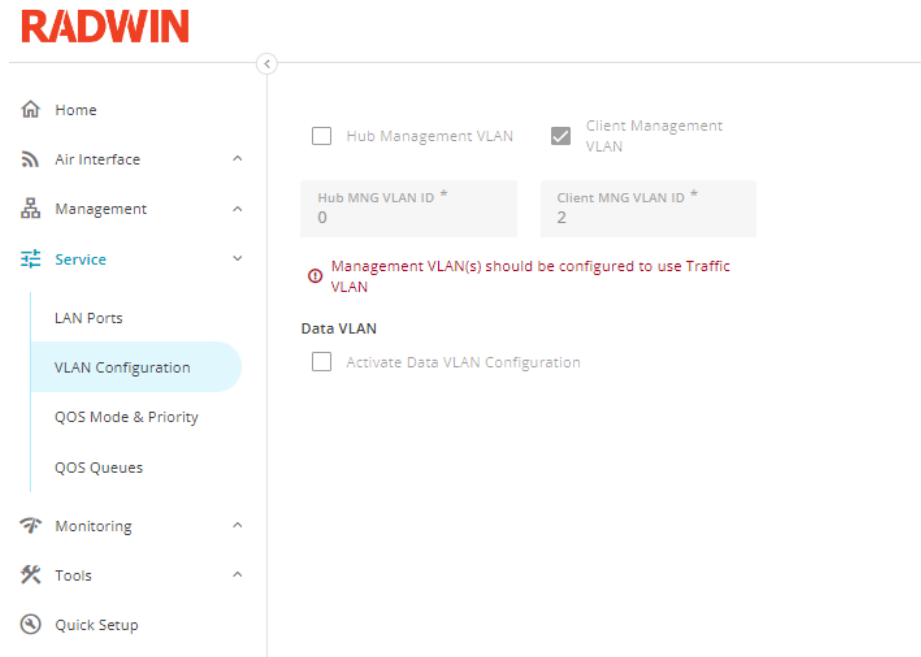 RADWIN
Home
Air Interface
Management
Service
LAN Ports
VLAN Configuration
QOS Mode & Priority
QOS Queues
Monitoring
Tools
Quick Setup
Hub Management VLAN
Client Management
VLAN
Hub MNG VLAN ID *
0
Client MNG VLAN ID *
2
Management VLAN(s) should be configured to use Traffic
VLAN
Data VLAN
Activate Data VLAN Configuration